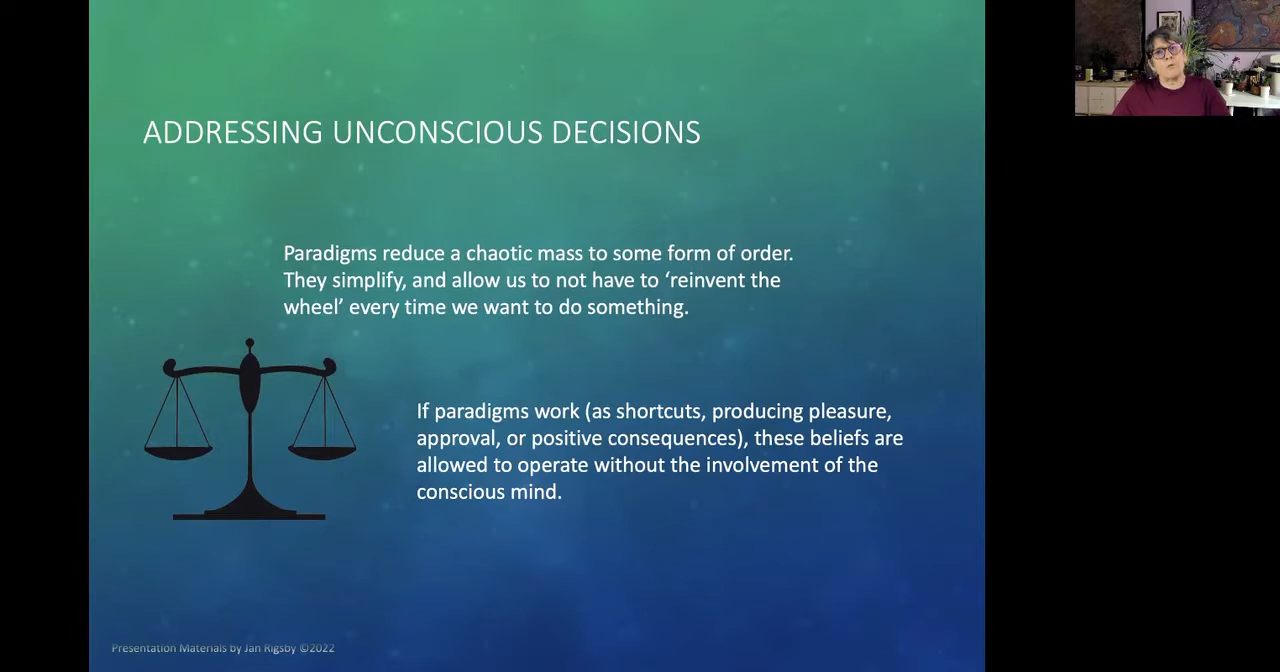 ADDRESSING UNCONSCIOUS DECISIONS
Paradigms reduce a chaotic mass to some form of order.
They simplify, and allow us to not have to ‘reinvent the
wheel’ every time we want to do something.
If paradigms work (as shortcuts, producing pleasure,
approval, or positive consequences), these beliefs are
allowed to operate without the involvement of the
conscious mind.
Presentation Materials by Jan Rigsby ©2022